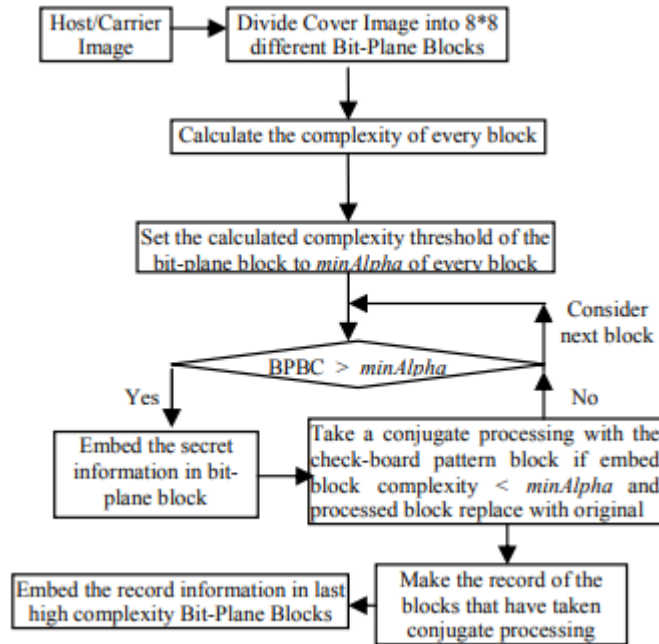 Host/Carrier
Image
Divide Cover Image into 8*8
different Bit-Plane Blocks
Calculate the complexity of every block
Set the calculated complexity threshold of the
bit-plane block to minAlpha of every block
Consider
next block
BPBC > minAlpha
Yes
No
Embed the secret
information in bit-
plane block
Take a conjugate processing with the
check-board pattern block if embed
block complexity < minAlpha and
processed block replace with original
Make the record of the
blocks that have taken
conjugate processing
Embed the record information in last
high complexity Bit-Plane Blocks